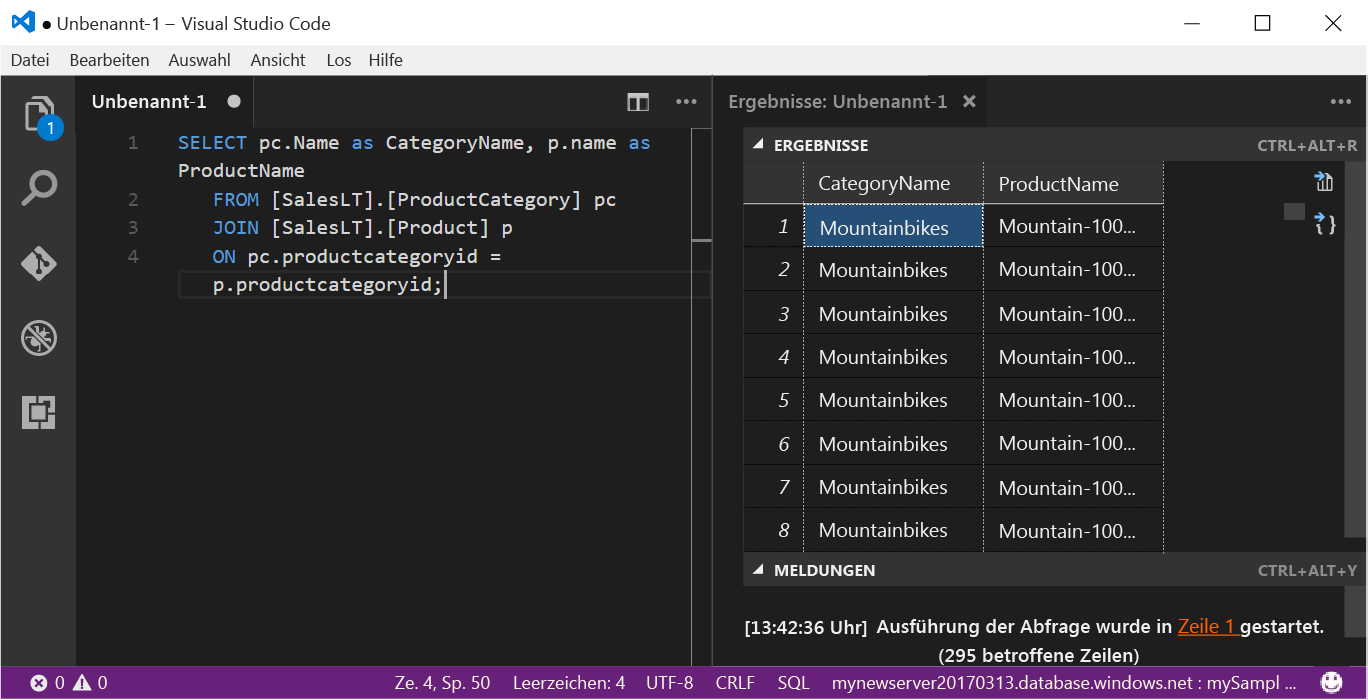 ● Unbenannt-1 – Visual Studio Code
Datei Bearbeiten Auswahl Ansicht Los Hilfe
1
Unbenannt-1 ●
1 SELECT pc.Name as CategoryName, p.name as
ProductName
2 FROM [SalesLT].[ProductCategory] pc
3 JOIN [SalesLT].[Product] p
4 ON pc.productcategoryid =
p.productcategoryid;
Ergebnisse: Unbenannt-1
ERGEBNISSE CTRL+ALT+R
CategoryName ProductName
1 Mountainbikes Mountain-100...
2 Mountainbikes Mountain-100...
3 Mountainbikes Mountain-100...
4 Mountainbikes Mountain-100...
5 Mountainbikes Mountain-100...
6 Mountainbikes Mountain-100...
7 Mountainbikes Mountain-100...
8 Mountainbikes Mountain-100...
MELDUNGEN CTRL+ALT+Y
[13:42:36 Uhr] Ausführung der Abfrage wurde in Zeile 1 gestartet.
(295 betroffene Zeilen)
0 0 Ze. 4, Sp. 50 Leerzeichen: 4 UTF-8 CRLF SQL mynewserver20170313.database.windows.net : mySampl ...